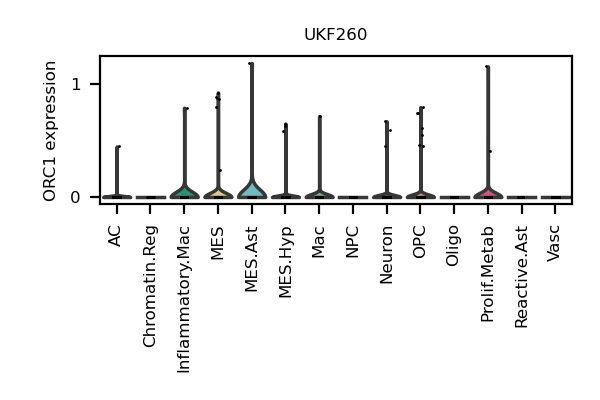 UKF260
ORC1 expression
1
0
AC
Chromatin.Reg
Inflammatory.Mac
MES
MES.Ast
MES.Hyp
Mac
NPC
Neuron
OPC
Oligo
Prolif.Metab
Reactive.Ast
Vasc